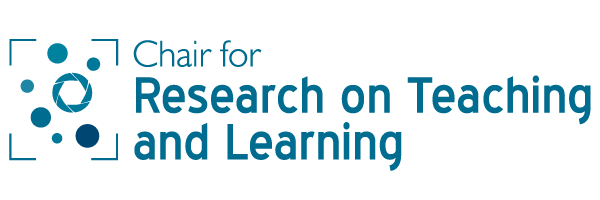 Chair for
Research on Teaching
and Learning